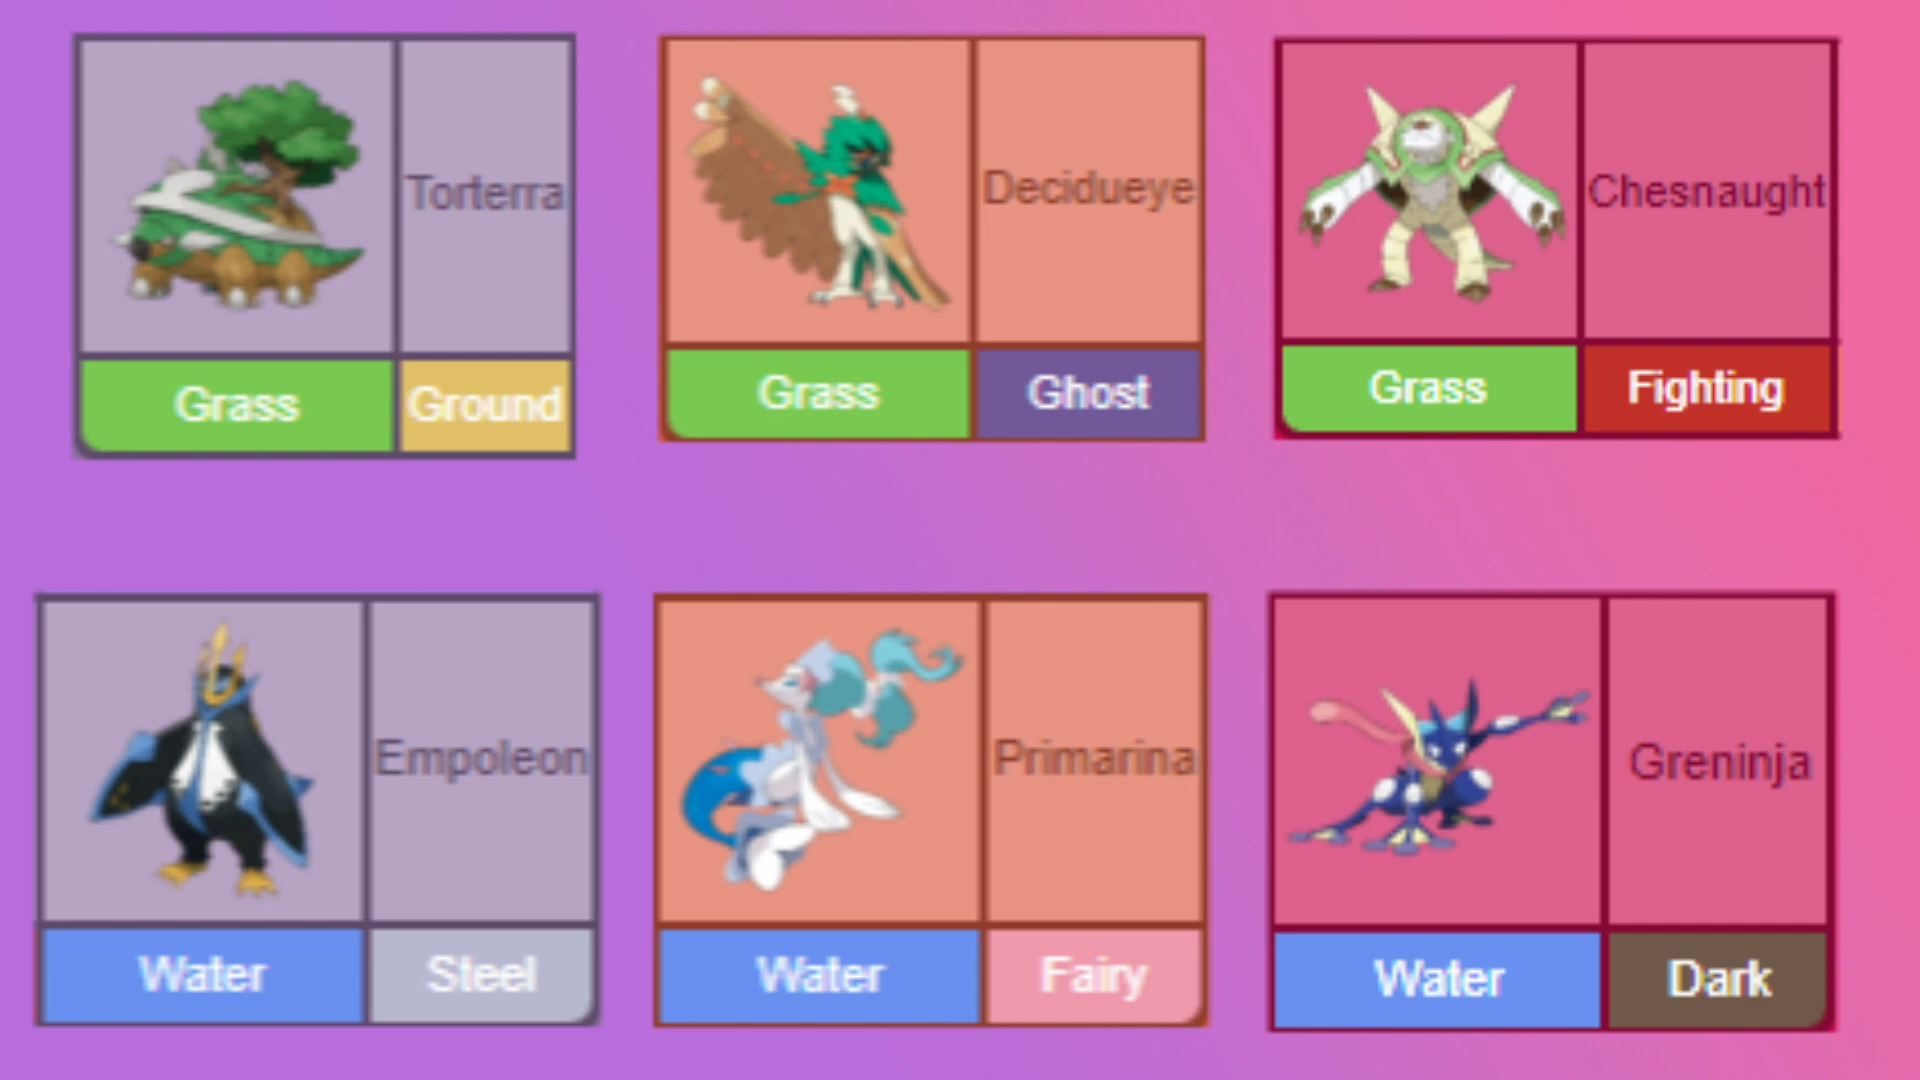 Torterra
Grass Ground
Decidueye
Grass Ghost
Chesnaught
Grass Fighting
Empoleon
Water Steel
Primarina
Water Fairy
Greninja
Water Dark